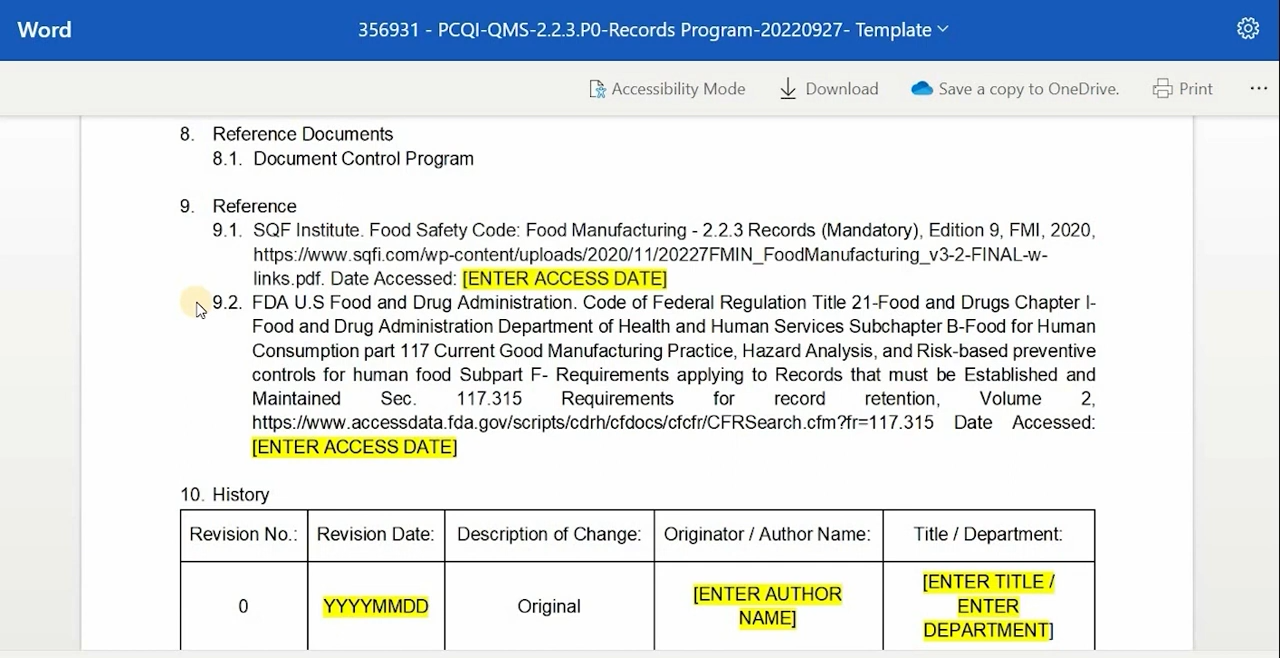 Word
356931 - PCQI-QMS-2.2.3.P0-Records Program-20220927- Template
Accessibility Mode
Download
Save a copy to OneDrive.
Print
8. Reference Documents
8.1. Document Control Program
9. Reference
9.1. SQF Institute. Food Safety Code: Food Manufacturing - 2.2.3 Records (Mandatory), Edition 9, FMI, 2020,
https://www.sqfi.com/wp-content/uploads/2020/11/20227FMIN_FoodManufacturing_v3-2-FINAL-w-
links.pdf. Date Accessed: [ENTER ACCESS DATE]
9.2. FDA U.S Food and Drug Administration. Code of Federal Regulation Title 21-Food and Drugs Chapter I-
Food and Drug Administration Department of Health and Human Services Subchapter B-Food for Human
Consumption part 117 Current Good Manufacturing Practice, Hazard Analysis, and Risk-based preventive
controls for human food Subpart F- Requirements applying to Records that must be Established and
Maintained Sec. 117.315 Requirements for record retention, Volume 2,
https://www.accessdata.fda.gov/scripts/cdrh/cfdocs/cfcfr/CFRSearch.cfm?fr=117.315 Date Accessed:
[ENTER ACCESS DATE]
10. History
Revision No.: Revision Date: Description of Change: Originator / Author Name: Title / Department:
0 YYYYMMDD Original [ENTER AUTHOR NAME] [ENTER TITLE / ENTER DEPARTMENT]